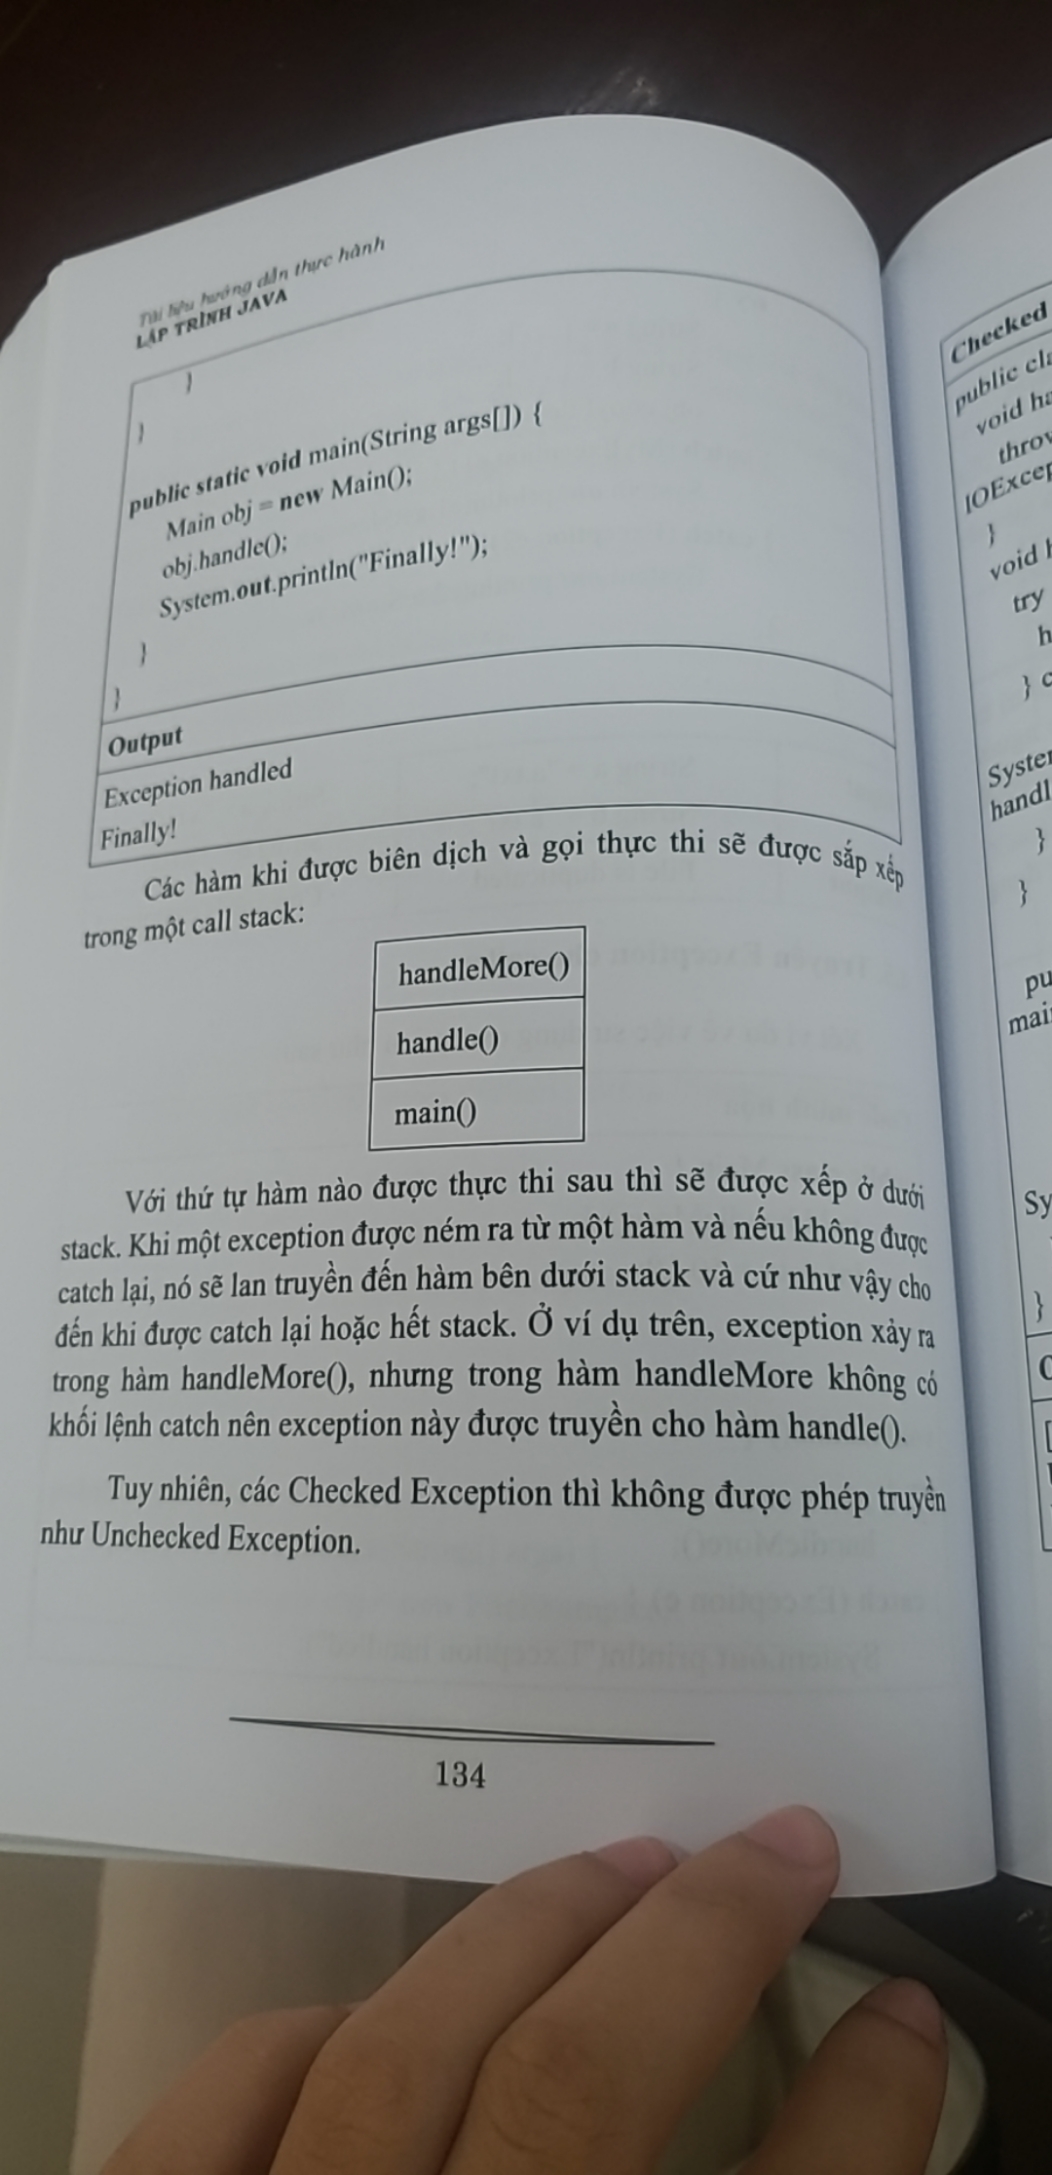 Tài liệu hướng dẫn thực hành
LẬP TRÌNH JAVA
}
}
public static void main(String args[]) {
Main obj = new Main();
obj.handle();
System.out.println("Finally!");
}
}
Output
Exception handled
Finally!
Các hàm khi được biên dịch và gọi thực thi sẽ được sắp xếp
trong một call stack:
handleMore()
handle()
main()
Với thứ tự hàm nào được thực thi sau thì sẽ được xếp ở dưới
stack. Khi một exception được ném ra từ một hàm và nếu không được
catch lại, nó sẽ lan truyền đến hàm bên dưới stack và cứ như vậy cho
đến khi được catch lại hoặc hết stack. Ở ví dụ trên, exception xảy ra
trong hàm handleMore(), nhưng trong hàm handleMore không có
khối lệnh catch nên exception này được truyền cho hàm handle().
Tuy nhiên, các Checked Exception thì không được phép truyền
như Unchecked Exception.
134
Checked
public
void
IOExcep
}
void
try
}
Syste
handl
}
}
pu
mai
Sy
}